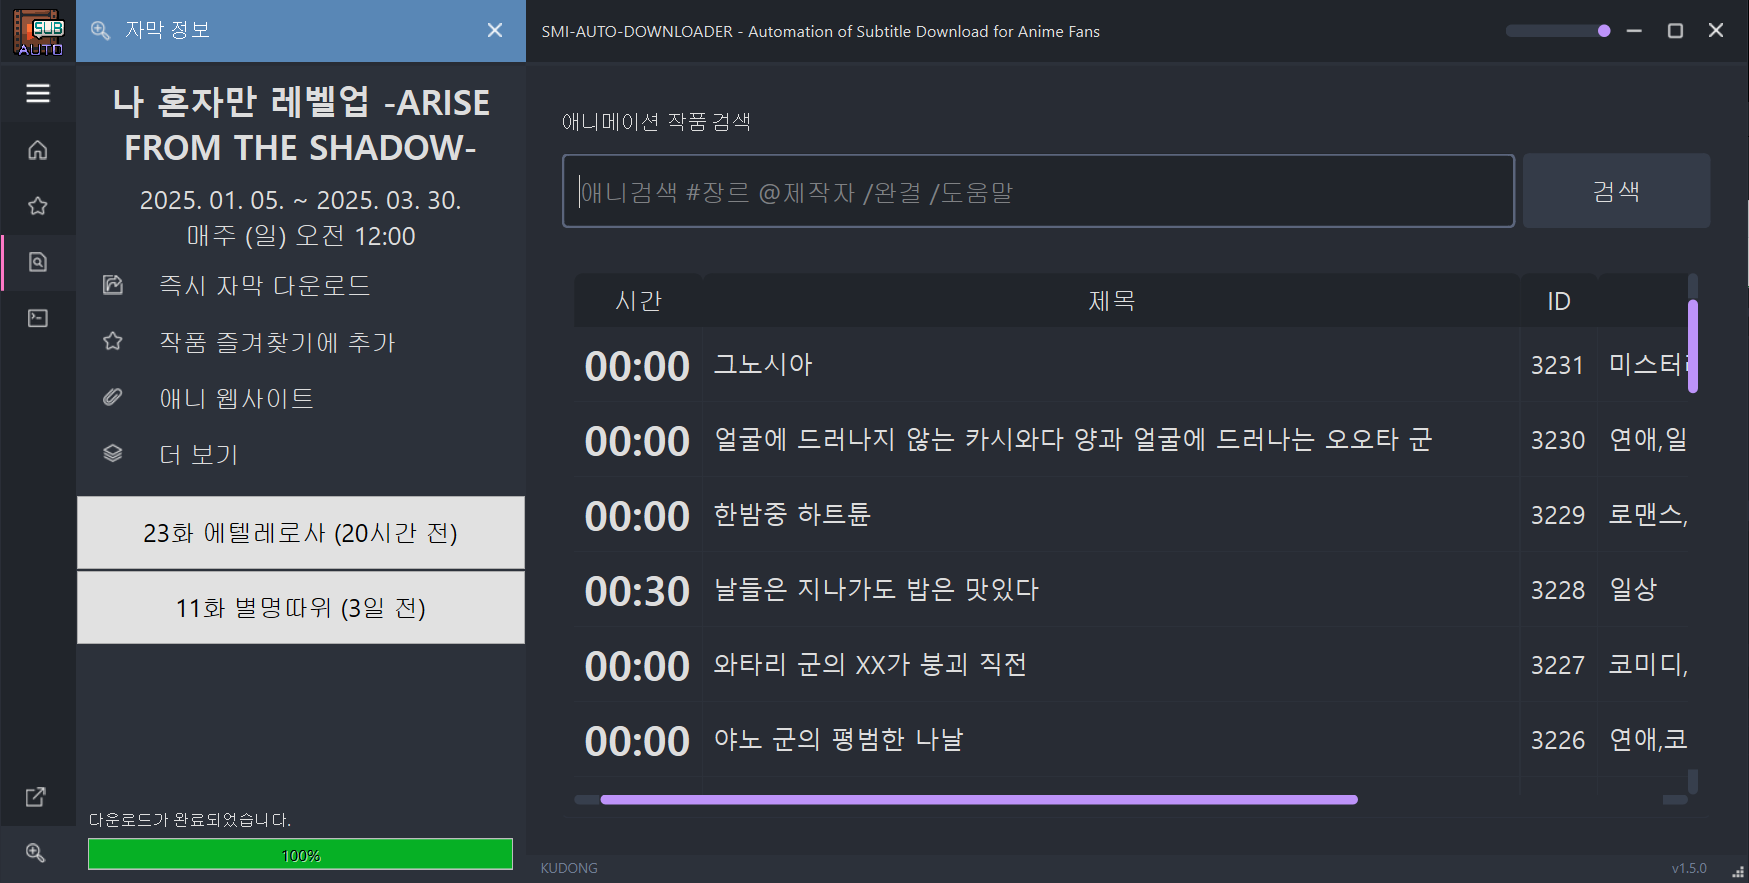 SUB
AUTO
자막 정보
SMI-AUTO-DOWNLOADER - Automation of Subtitle Download for Anime Fans
나 혼자만 레벨업 -ARISE
FROM THE SHADOW-
2025. 01. 05. ~ 2025. 03. 30.
매주 (일) 오전 12:00
즉시 자막 다운로드
작품 즐겨찾기에 추가
애니 웹사이트
더 보기
23화 에텔레로사 (20시간 전)
11화 별명따위 (3일 전)
다운로드가 완료되었습니다.
100%
애니메이션 작품 검색
애니검색 #장르 @제작자 /완결 /도움말
검색
시간 제목 ID
00:00 그노시아 3231 미스터리
00:00 얼굴에 드러나지 않는 카시와다 양과 얼굴에 드러나는 오오타 군 3230 연애,일
00:00 한밤중 하트튠 3229 로맨스,
00:30 날들은 지나가도 밥은 맛있다 3228 일상
00:00 와타리 군의 XX가 붕괴 직전 3227 코미디,
00:00 야노 군의 평범한 나날 3226 연애,코
KUDONG
v1.5.0